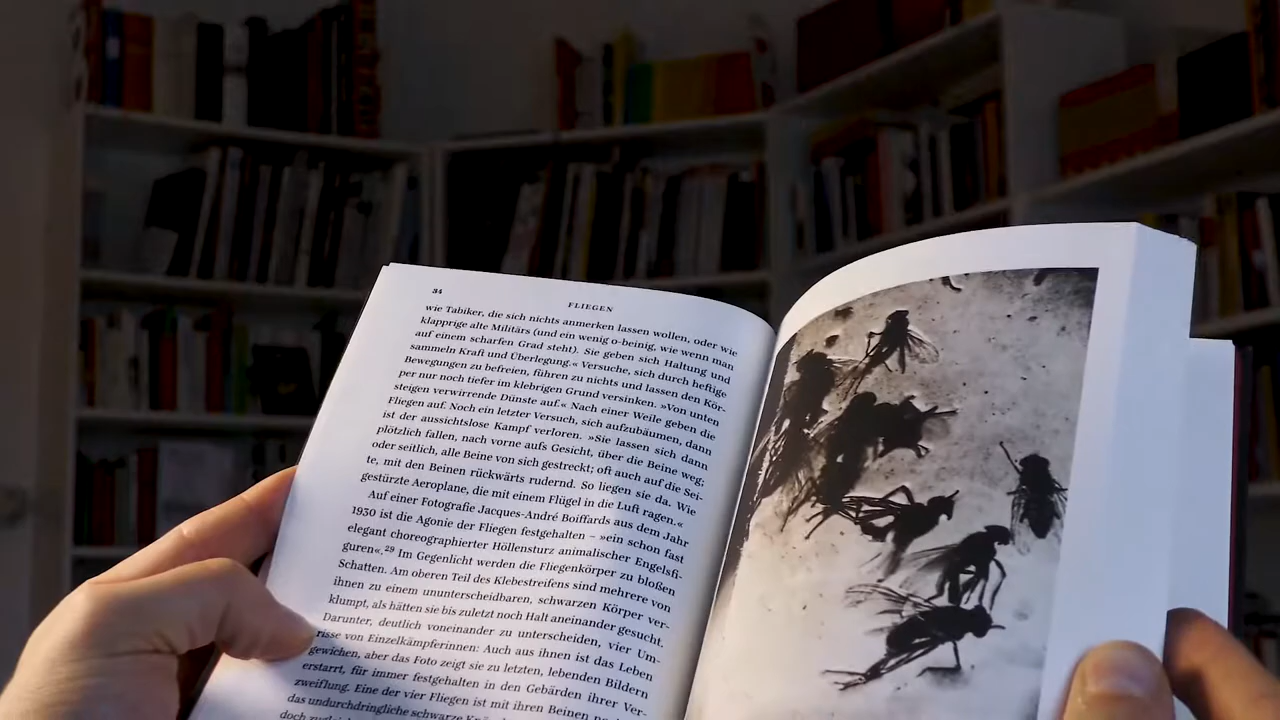 34
FLIEGEN
wie Tabiker, die sich nichts anmerken lassen wollen, oder wie
klapprige alte Militärs (und ein wenig o-beinig, wie wenn man
auf einem scharfen Grad steht). Sie geben sich Haltung und
sammeln Kraft und Überlegung.« Versuche, sich durch heftige
Bewegungen zu befreien, führen zu nichts und lassen den Kör-
per nur noch tiefer im klebrigen Grund versinken. »Von unten
steigen verwirrende Dünste auf.« Nach einer Weile geben die
Fliegen auf. Noch ein letzter Versuch, sich aufzubäumen, dann
ist der aussichtslose Kampf verloren. »Sie lassen sich dann
plötzlich fallen, nach vorne aufs Gesicht, über die Beine weg;
oder seitlich, alle Beine von sich gestreckt; oft auch auf die Sei-
te, mit den Beinen rückwärts rudernd. So liegen sie da. Wie
gestürzte Aeroplane, die mit einem Flügel in die Luft ragen.«
Auf einer Fotografie Jacques-André Boiffards aus dem Jahr
1930 ist die Agonie der Fliegen festgehalten – »ein schon fast
elegant choreographierter Höllensturz animalischer Engelsfi-
guren«.²⁹ Im Gegenlicht werden die Fliegenkörper zu bloßen
Schatten. Am oberen Teil des Klebestreifens sind mehrere von
ihnen zu einem ununterscheidbaren, schwarzen Körper ver-
klumpt, als hätten sie bis zuletzt noch Halt aneinander gesucht.
Darunter, deutlich voneinander zu unterscheiden, vier Um-
risse von Einzelkämpferinnen: Auch aus ihnen ist das Leben
gewichen, aber das Foto zeigt sie zu letzten, lebenden Bildern
erstarrt, für immer festgehalten in den Gebärden ihrer Ver-
zweiflung. Eine der vier Fliegen ist mit ihren Beinen
das undurchdringliche schwarze
doch